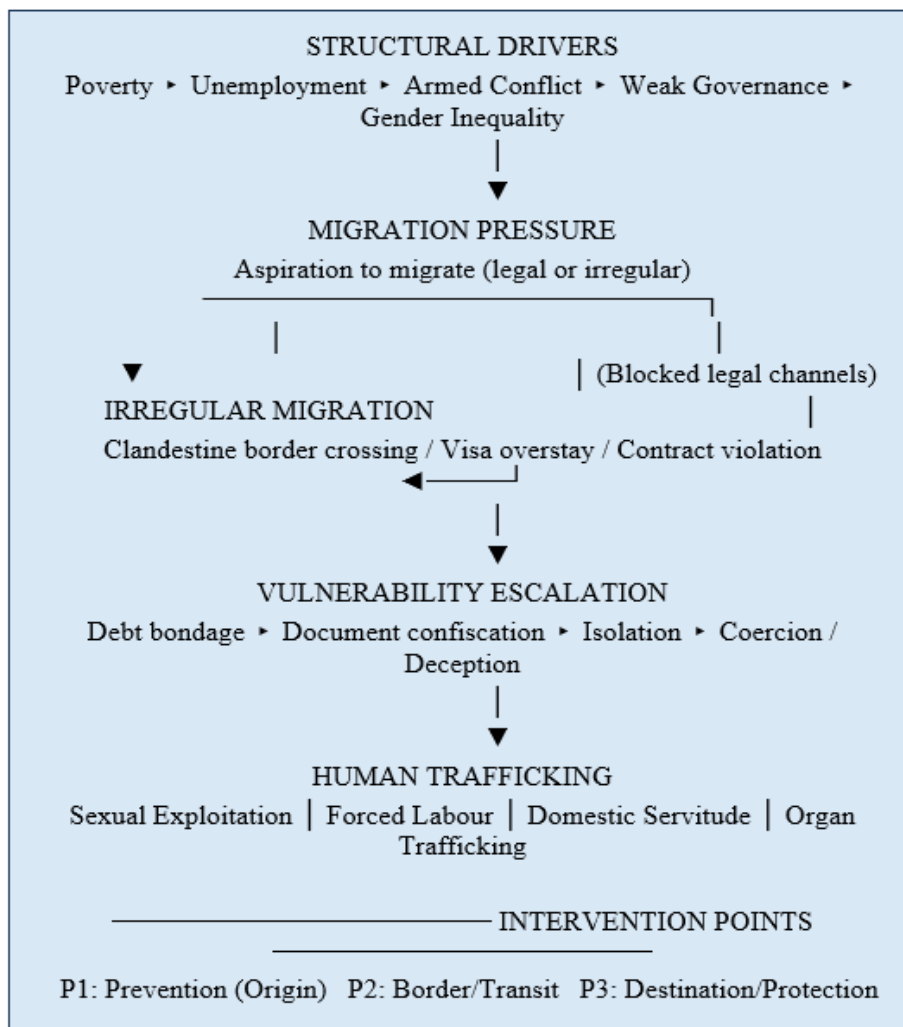 STRUCTURAL DRIVERS
Poverty ‣ Unemployment ‣ Armed Conflict ‣ Weak Governance ‣
Gender Inequality
MIGRATION PRESSURE
Aspiration to migrate (legal or irregular)
(Blocked legal channels)
IRREGULAR MIGRATION
Clandestine border crossing / Visa overstay / Contract violation
VULNERABILITY ESCALATION
Debt bondage ‣ Document confiscation ‣ Isolation ‣ Coercion /
Deception
HUMAN TRAFFICKING
Sexual Exploitation │ Forced Labour │ Domestic Servitude │ Organ
Trafficking
INTERVENTION POINTS
P1: Prevention (Origin) P2: Border/Transit P3: Destination/Protection